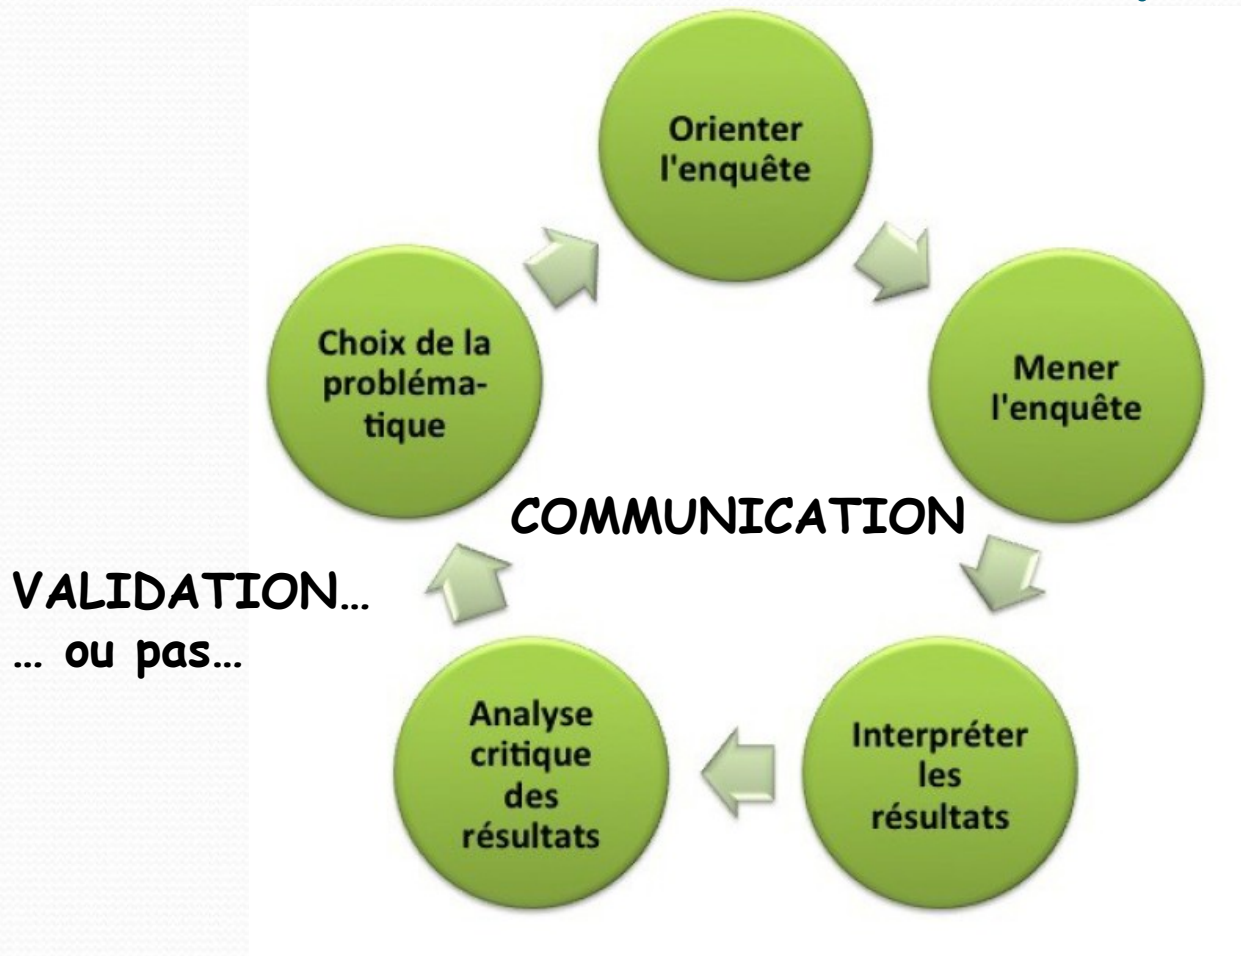 Orienter
l'enquête
Choix de la
probléma-
tique
Mener
l'enquête
COMMUNICATION
VALIDATION...
... ou pas...
Analyse
critique
des
résultats
Interpréter
les
résultats